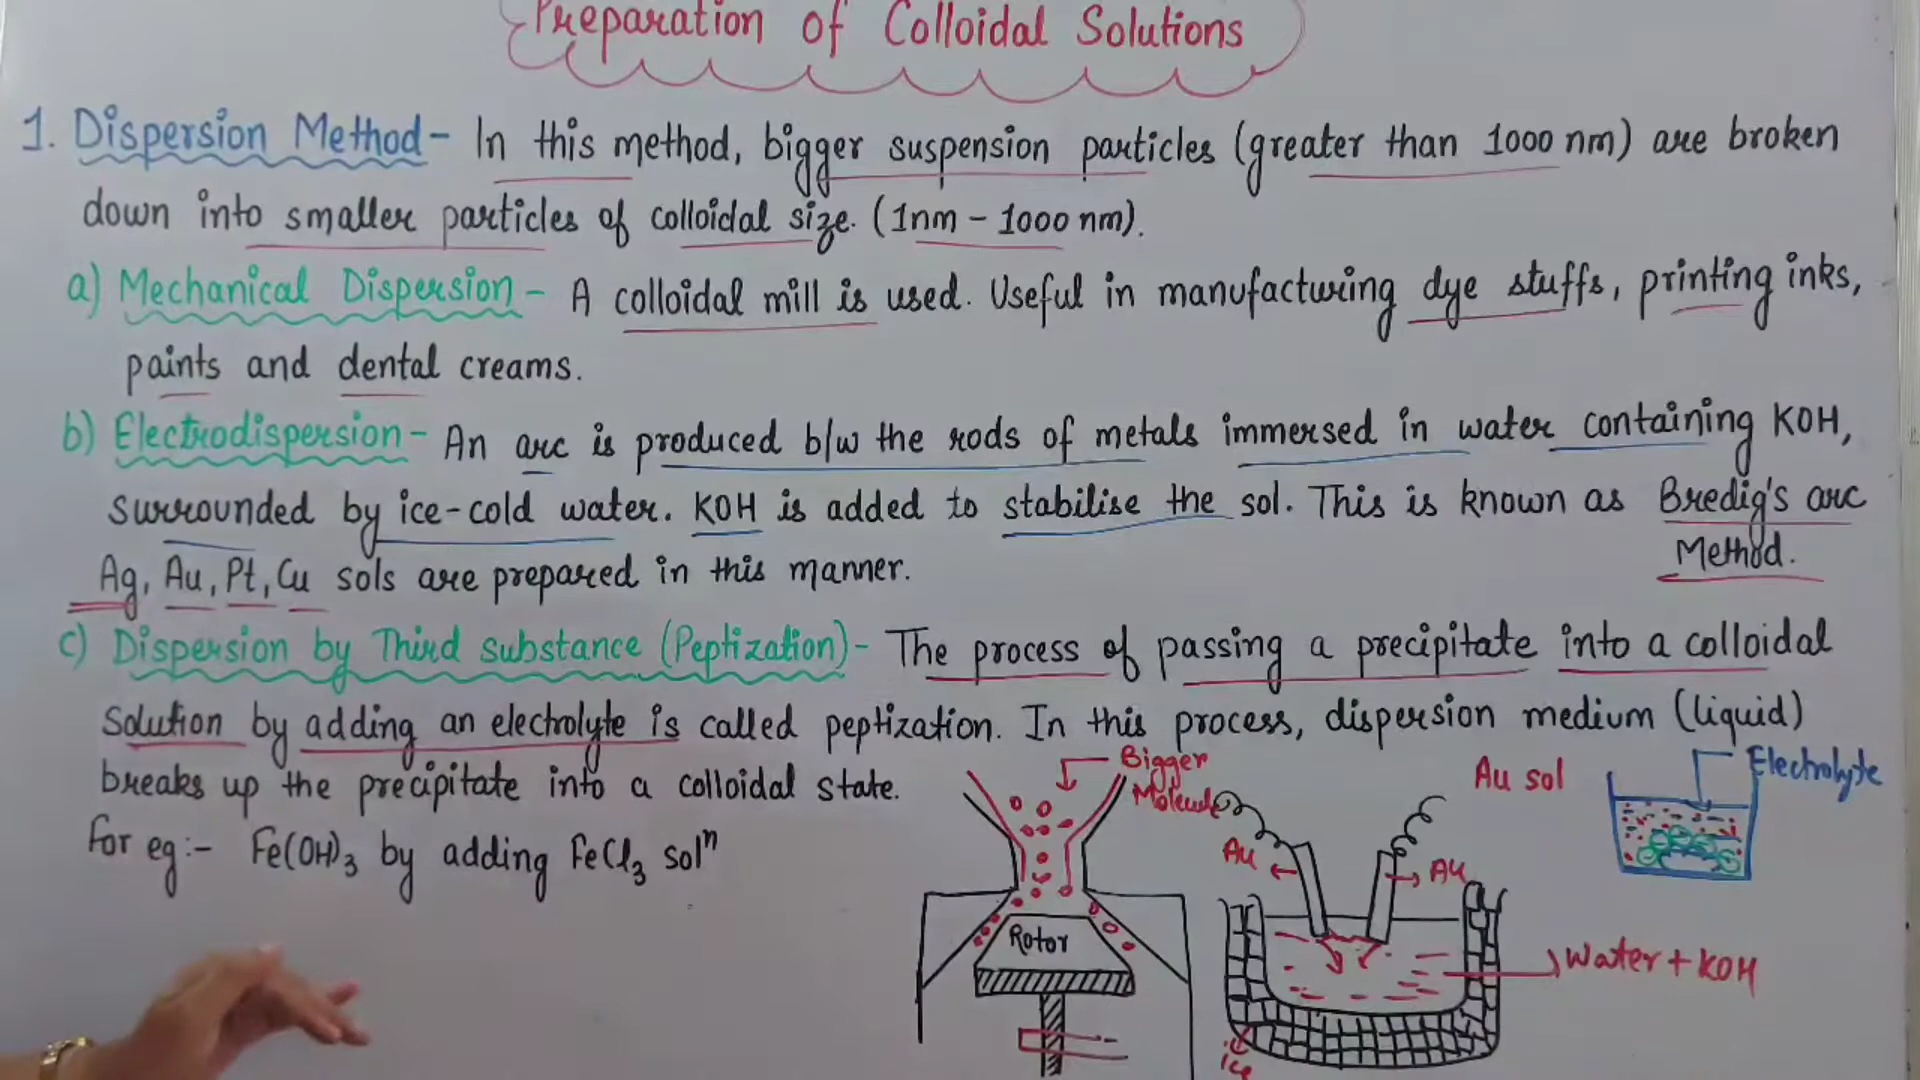 Preparation of Colloidal Solutions
1. Dispersion Method - In this method, bigger suspension particles (greater than 1000 nm) are broken
down into smaller particles of colloidal size. (1nm - 1000 nm).
a) Mechanical Dispersion - A colloidal mill is used. Useful in manufacturing dye stuffs, printing inks,
paints and dental creams.
b) Electrodispersion - An arc is produced b/w the rods of metals immersed in water containing KOH,
surrounded by ice-cold water. KOH is added to stabilise the sol. This is known as Bredig's arc
Method.
Ag, Au, Pt, Cu sols are prepared in this manner.
c) Dispersion by Third substance (Peptization) - The process of passing a precipitate into a colloidal
Solution by adding an electrolyte is called peptization. In this process, dispersion medium (liquid)
breaks up the precipitate into a colloidal state.
For eg :- Fe(OH)3 by adding FeCl3 solⁿ
Bigger
Molecule
Au sol
Electrolyte
Au
Au
Rotor
Water + KOH
ice